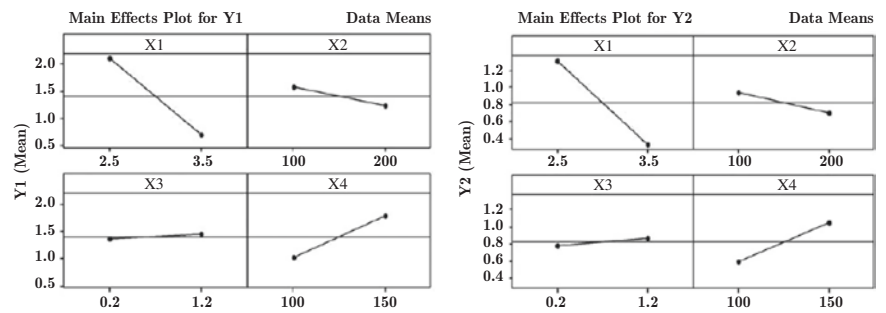 Main Effects Plot for Y1 Data Means
X1 X2
2.0
1.5
1.0
0.5
2.5 3.5 100 200
X3 X4
2.0
1.5
1.0
0.5
0.2 1.2 100 150
Y1 (Mean)
Main Effects Plot for Y2 Data Means
X1 X2
1.2
1.0
0.8
0.6
0.4
2.5 3.5 100 200
X3 X4
1.2
1.0
0.8
0.6
0.4
0.2 1.2 100 150
Y2 (Mean)